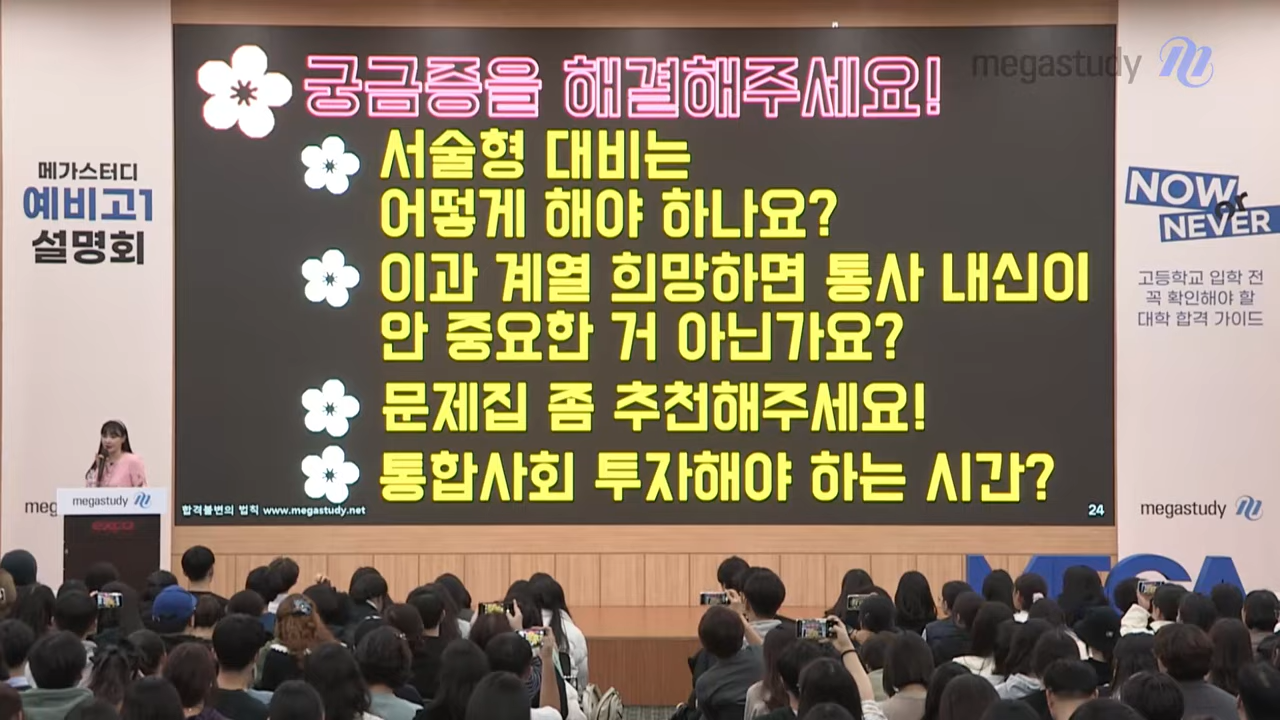 궁금증을 해결해주세요!
서술형 대비는
어떻게 해야 하나요?
이과 계열 희망하면 통사 내신이
안 중요한 거 아닌가요?
문제집 좀 추천해주세요!
통합사회 투자해야 하는 시간?
합격불변의 법칙 www.megastudy.net
24
megastudy
메가스터디
예비고1
설명회
meg
megastudy
expo
NOW
or
NEVER
고등학교 입학 전
꼭 확인해야 할
대학 합격 가이드
megastudy
MEGA